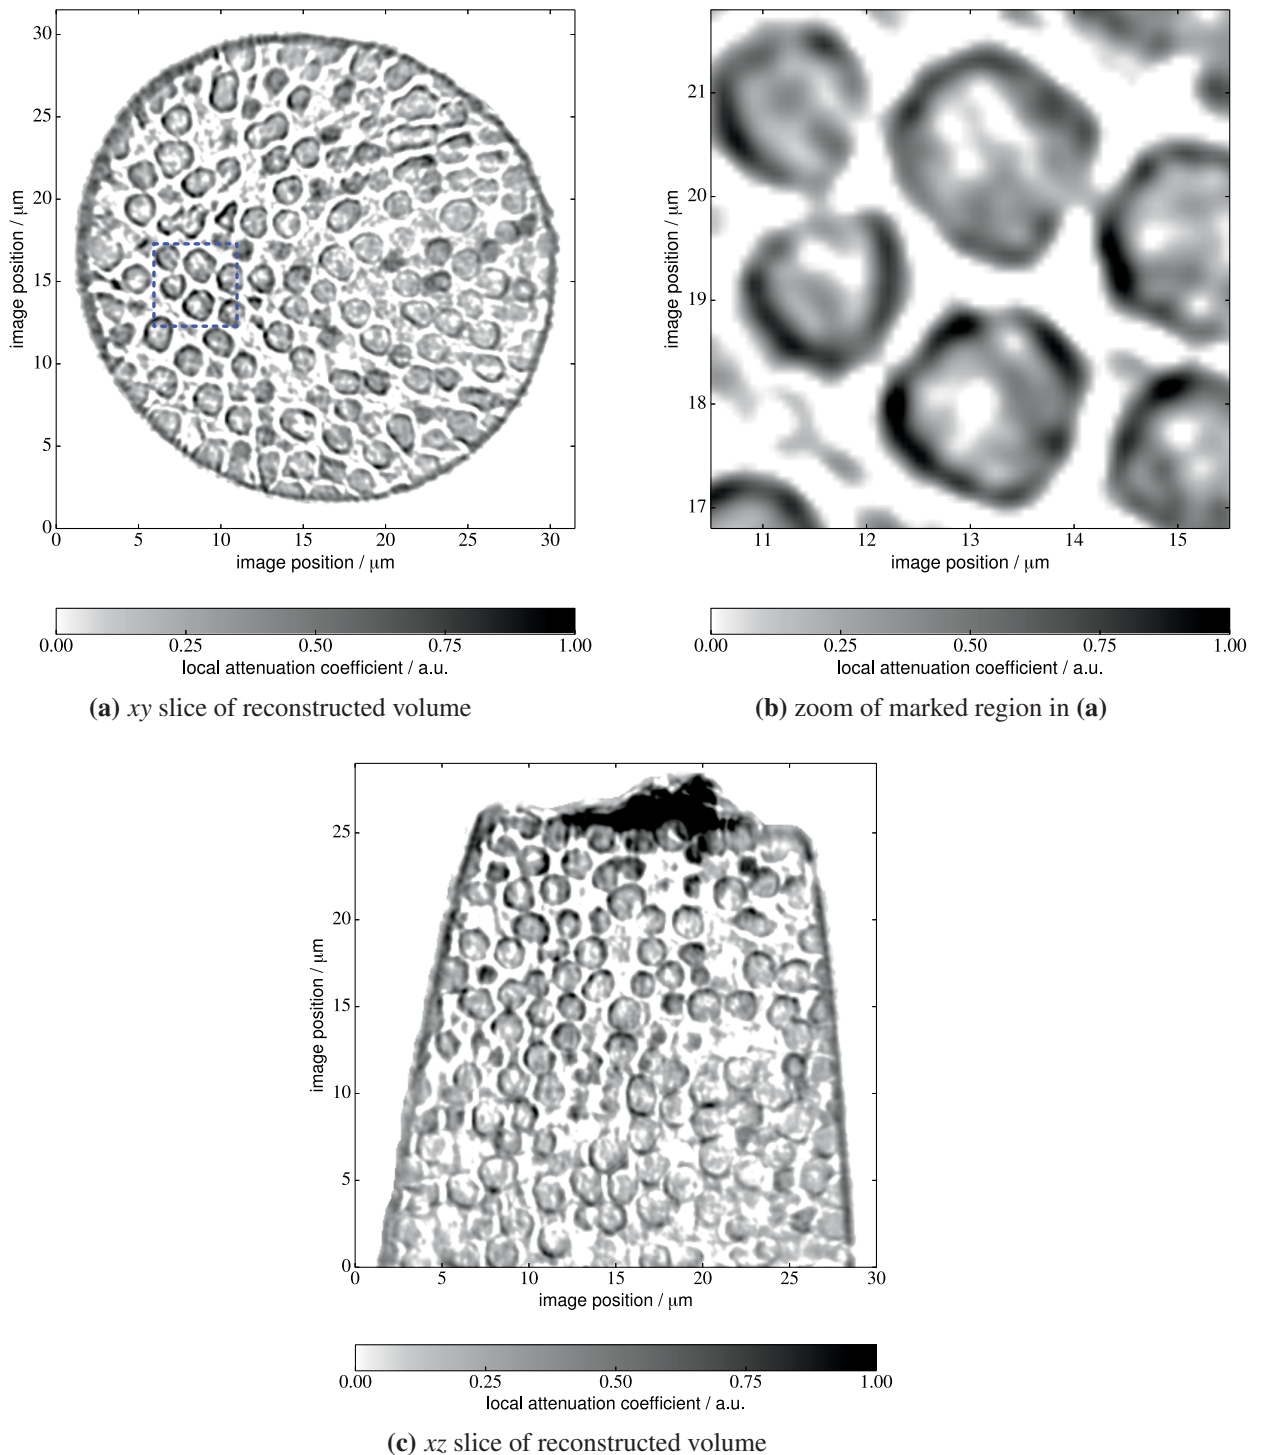 30
25
20
15
10
5
0
0 5 10 15 20 25 30
image position / μm
image position / μm
0.00 0.25 0.50 0.75 1.00
local attenuation coefficient / a.u.
(a) xy slice of reconstructed volume
21
20
19
18
17
11 12 13 14 15
image position / μm
image position / μm
0.00 0.25 0.50 0.75 1.00
local attenuation coefficient / a.u.
(b) zoom of marked region in (a)
25
20
15
10
5
0
0 5 10 15 20 25 30
image position / μm
image position / μm
0.00 0.25 0.50 0.75 1.00
local attenuation coefficient / a.u.
(c) xz slice of reconstructed volume